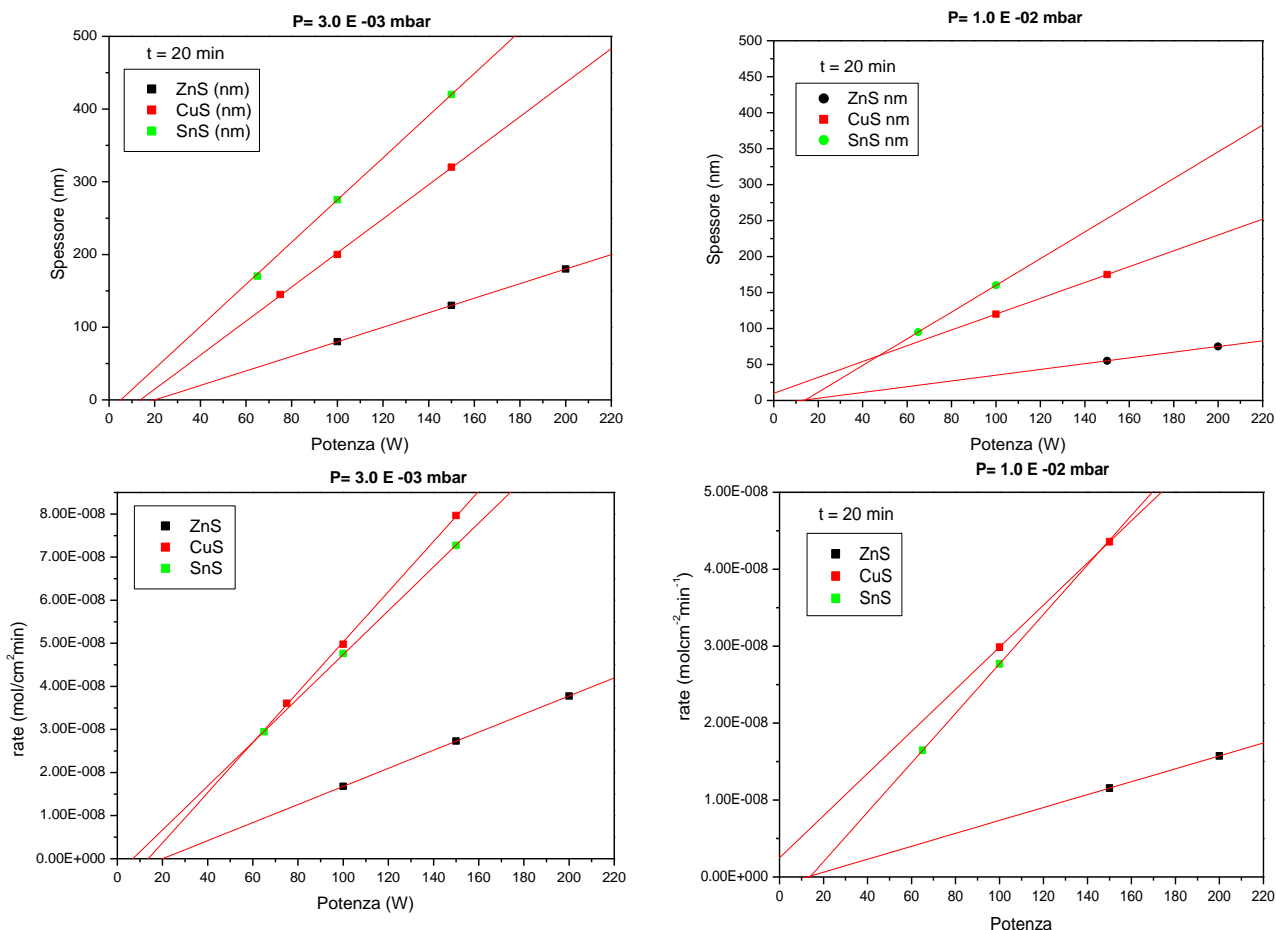 P= 3.0 E -03 mbar
t = 20 min
ZnS (nm)
CuS (nm)
SnS (nm)
500
400
300
200
100
0
0 20 40 60 80 100 120 140 160 180 200 220
Spessore (nm)
Potenza (W)
P= 1.0 E -02 mbar
t = 20 min
ZnS nm
CuS nm
SnS nm
500
450
400
350
300
250
200
150
100
50
0
0 20 40 60 80 100 120 140 160 180 200 220
Spessore (nm)
Potenza (W)
P= 3.0 E -03 mbar
ZnS
CuS
SnS
8.00E-008
7.00E-008
6.00E-008
5.00E-008
4.00E-008
3.00E-008
2.00E-008
1.00E-008
0.00E+000
0 20 40 60 80 100 120 140 160 180 200 220
rate (mol/cm²min)
Potenza (W)
P= 1.0 E -02 mbar
t = 20 min
ZnS
CuS
SnS
5.00E-008
4.00E-008
3.00E-008
2.00E-008
1.00E-008
0.00E+000
0 20 40 60 80 100 120 140 160 180 200 220
rate (molcm⁻²min⁻¹)
Potenza